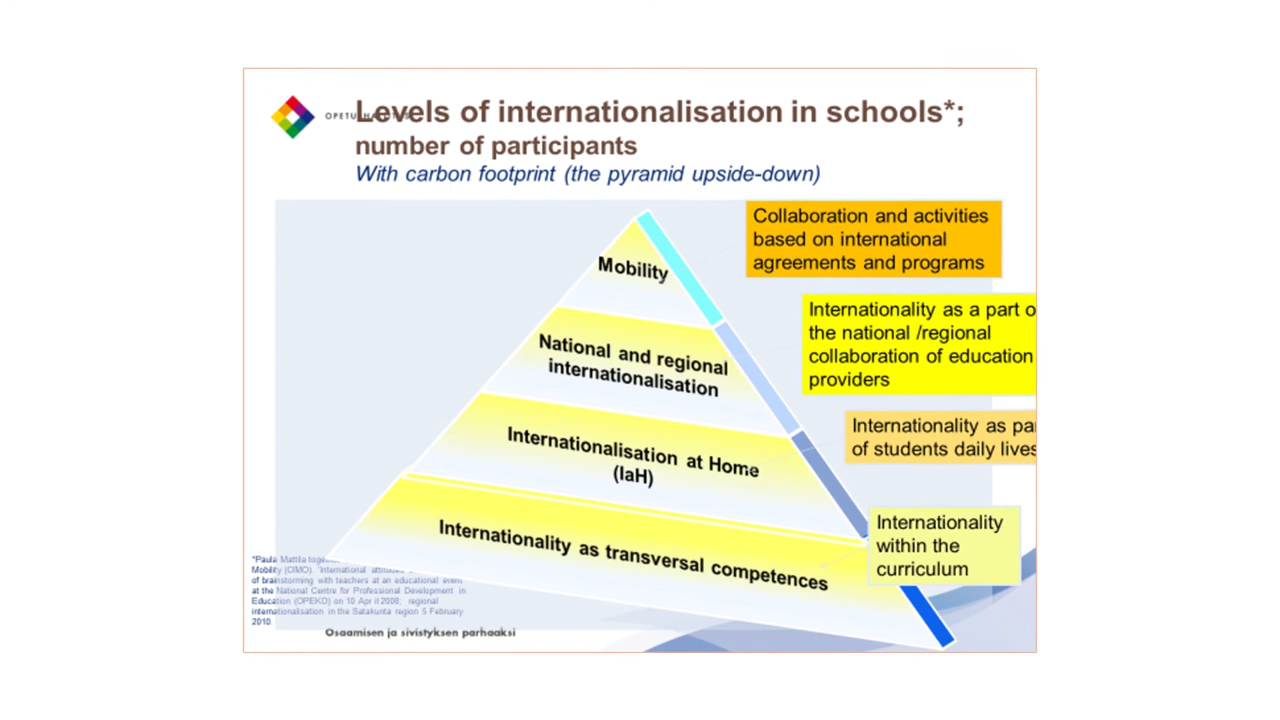 Levels of internationalisation in schools*;
number of participants
With carbon footprint (the pyramid upside-down)
Mobility
National and regional
internationalisation
Internationalisation at Home
(IaH)
Internationality as transversal competences
Collaboration and activities
based on international
agreements and programs
Internationality as a part o
the national /regional
collaboration of education
providers
Internationality as pa
of students daily lives
Internationality
within the
curriculum
*Paula Mattila
Mobility (CIMO). International
of brainstorming with teachers at an educational event
at the National Centre for Professional Development in
Education (OPEKO) on 10 Apr il 2008; regional
internationalisation in the Satakunta region 5 February
2010.
Osaamisen ja sivistyksen parhaaksi